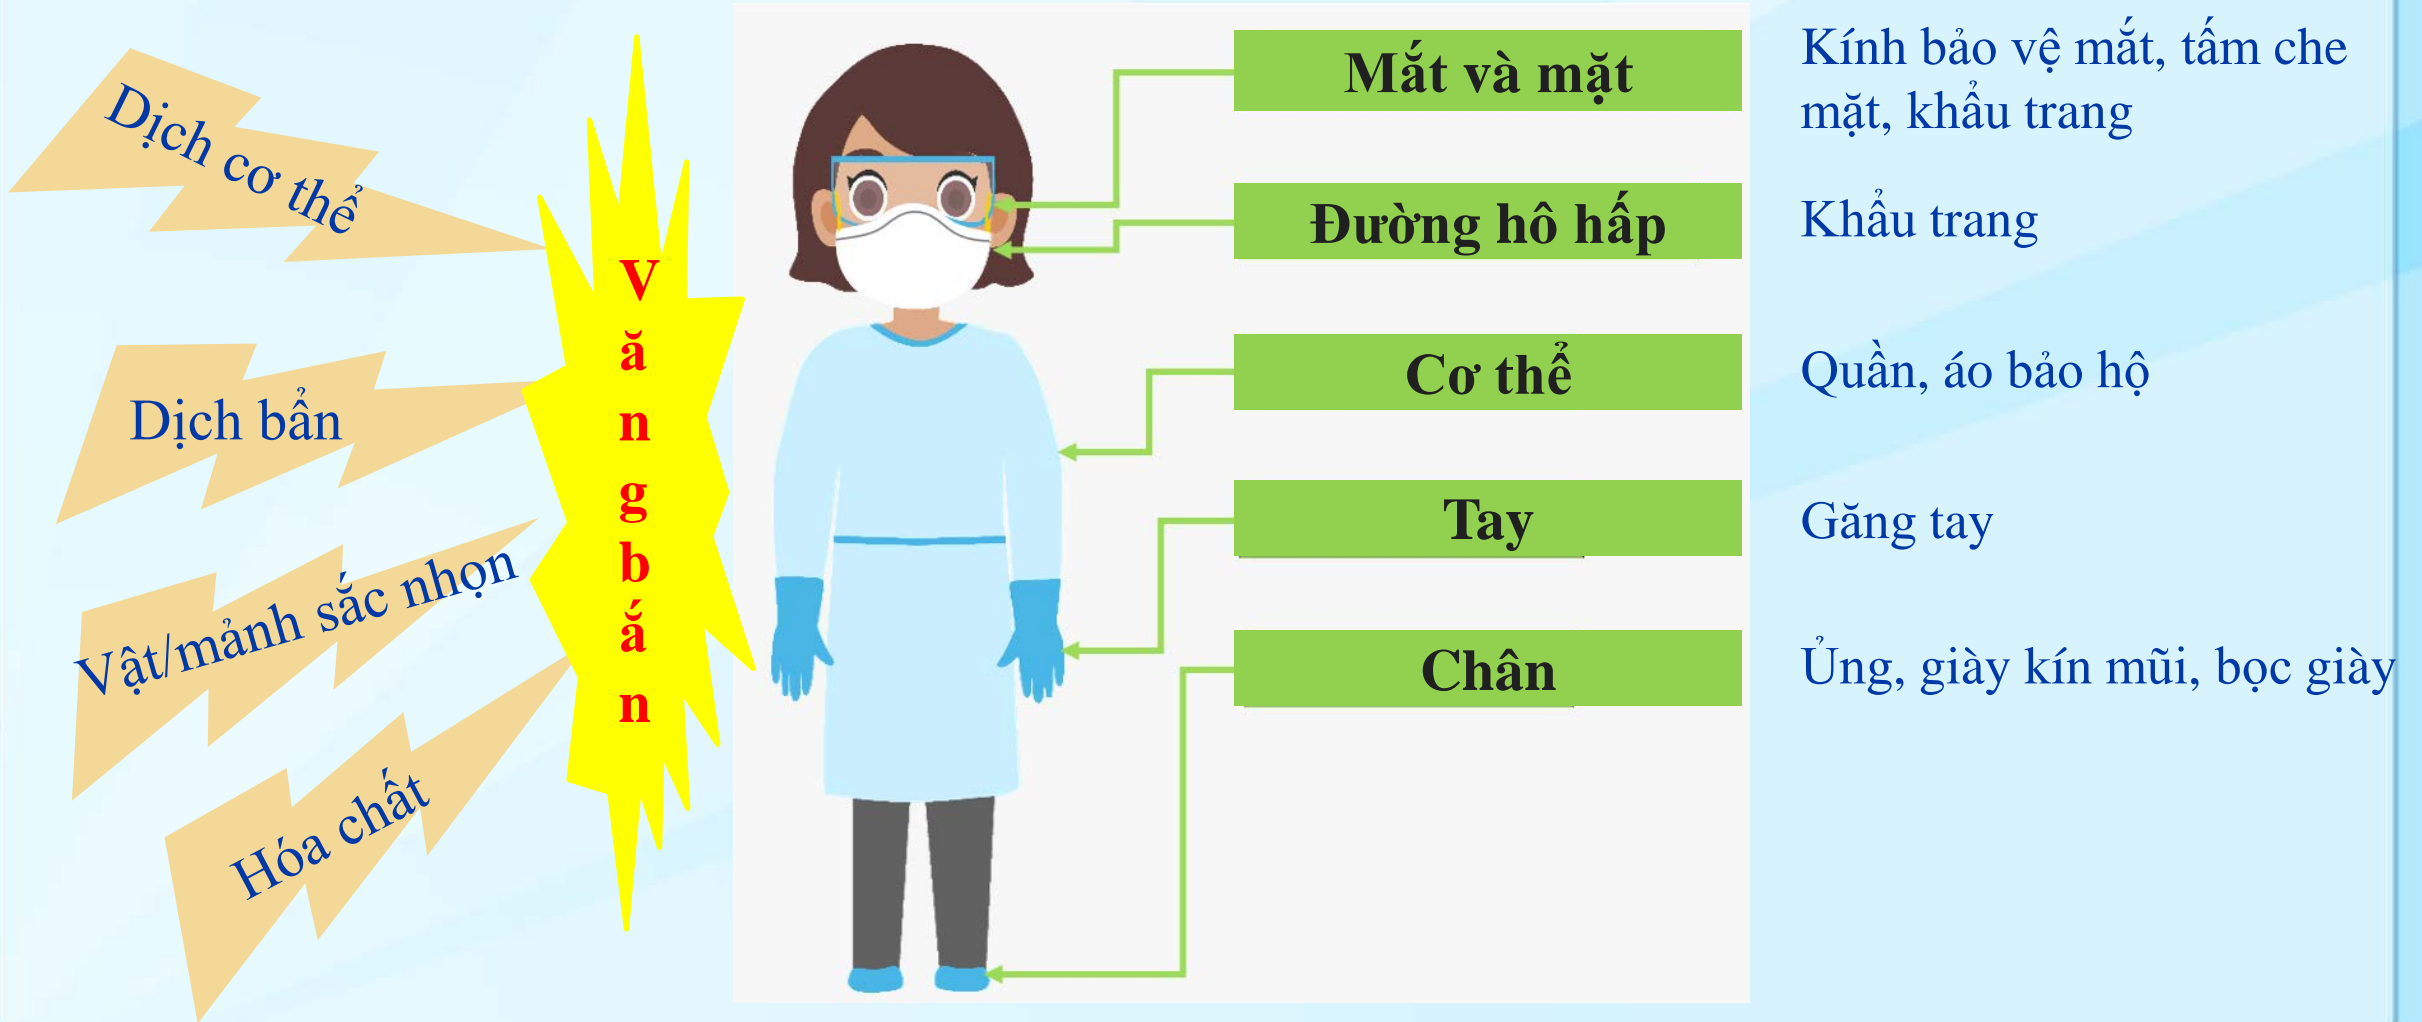 Dịch cơ thể
Dịch bẩn
Vật/mảnh sắc nhọn
Hóa chất
Văng bắn
Mắt và mặt
Kính bảo vệ mắt, tấm che
mặt, khẩu trang
Đường hô hấp
Khẩu trang
Cơ thể
Quần, áo bảo hộ
Tay
Găng tay
Chân
Ủng, giày kín mũi, bọc giày